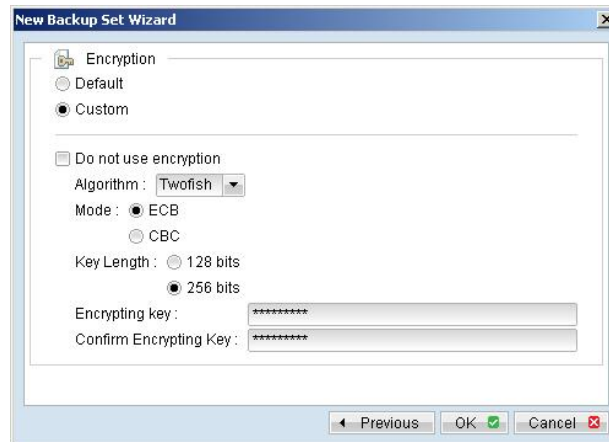 New Backup Set Wizard
Encryption
Default
Custom
Do not use encryption
Algorithm : Twofish
Mode : ECB
CBC
Key Length : 128 bits
256 bits
Encrypting key : *********
Confirm Encrypting Key : *********
Previous OK Cancel